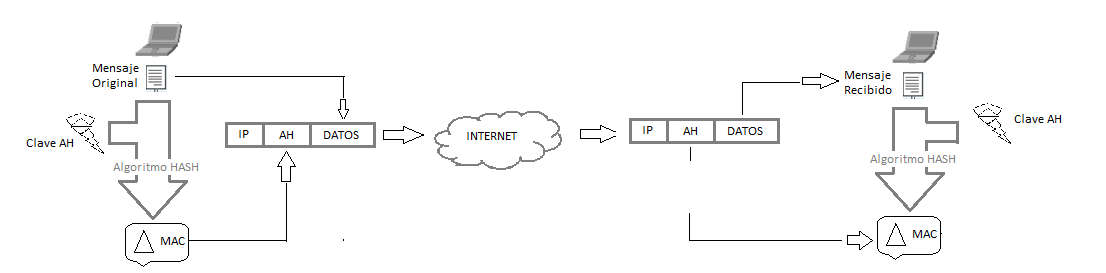 Mensaje
Original
Clave AH
Algoritmo HASH
MAC
IP AH DATOS
INTERNET
IP AH DATOS
Mensaje
Recibido
Clave AH
Algoritmo HASH
MAC